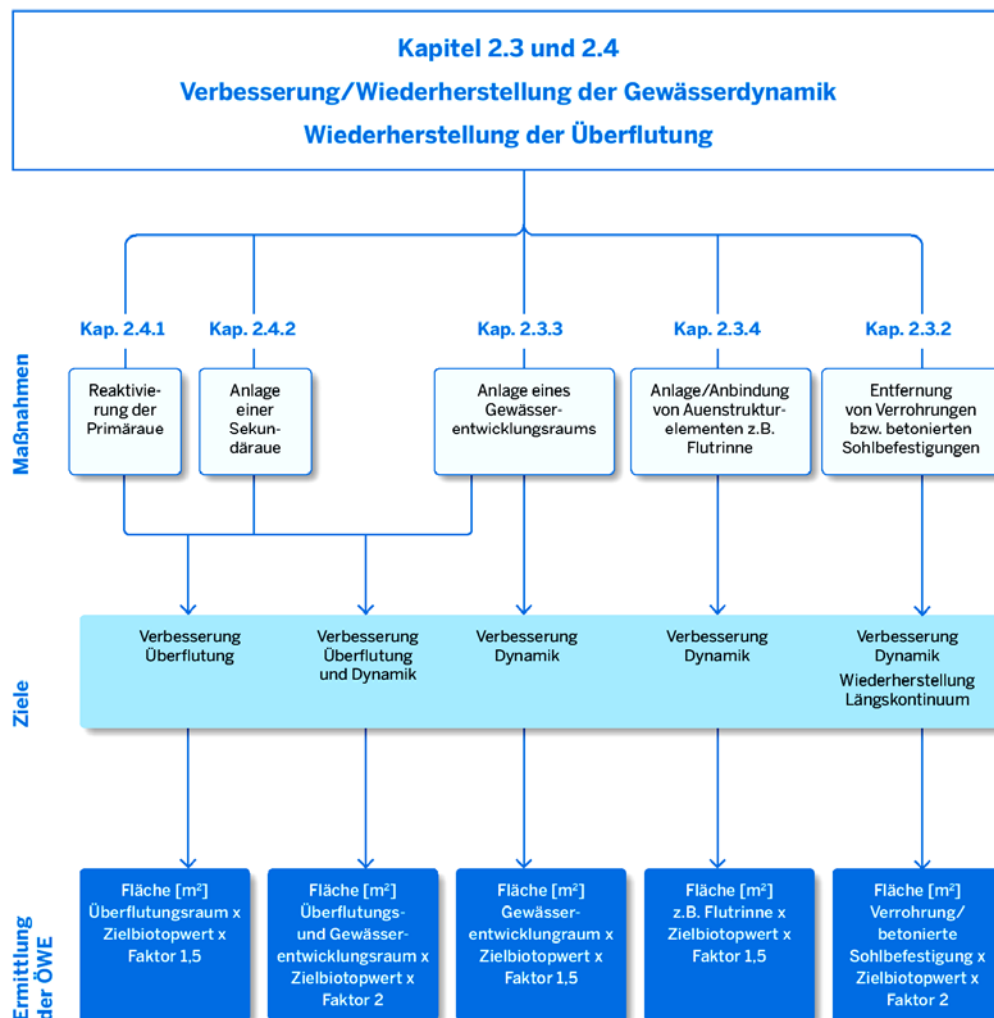 Kapitel 2.3 und 2.4
Verbesserung/Wiederherstellung der Gewässerdynamik
Wiederherstellung der Überflutung
Maßnahmen
Kap. 2.4.1
Reaktivie-
rung der
Primäraue
Kap. 2.4.2
Anlage
einer
Sekun-
däraue
Kap. 2.3.3
Anlage eines
Gewässer-
entwicklungsraums
Kap. 2.3.4
Anlage/Anbindung
von Auenstruktur-
elementen z.B.
Flutrinne
Kap. 2.3.2
Entfernung
von Verrohrungen
bzw. betonierten
Sohlbefestigungen
Ziele
Verbesserung
Überflutung
Verbesserung
Überflutung
und Dynamik
Verbesserung
Dynamik
Verbesserung
Dynamik
Verbesserung
Dynamik
Wiederherstellung
Längskontinuum
Ermittlung
der ÖWE
Fläche [m²]
Überflutungsraum x
Zielbiotopwert x
Faktor 1,5
Fläche [m²]
Überflutungs-
und Gewässer-
entwicklungsraum x
Zielbiotopwert x
Faktor 2
Fläche [m²]
Gewässer-
entwicklungraum x
Zielbiotopwert x
Faktor 1,5
Fläche [m²]
z.B. Flutrinne x
Zielbiotopwert x
Faktor 1,5
Fläche [m²]
Verrohrung/
betonierte
Sohlbefestigung x
Zielbiotopwert x
Faktor 2